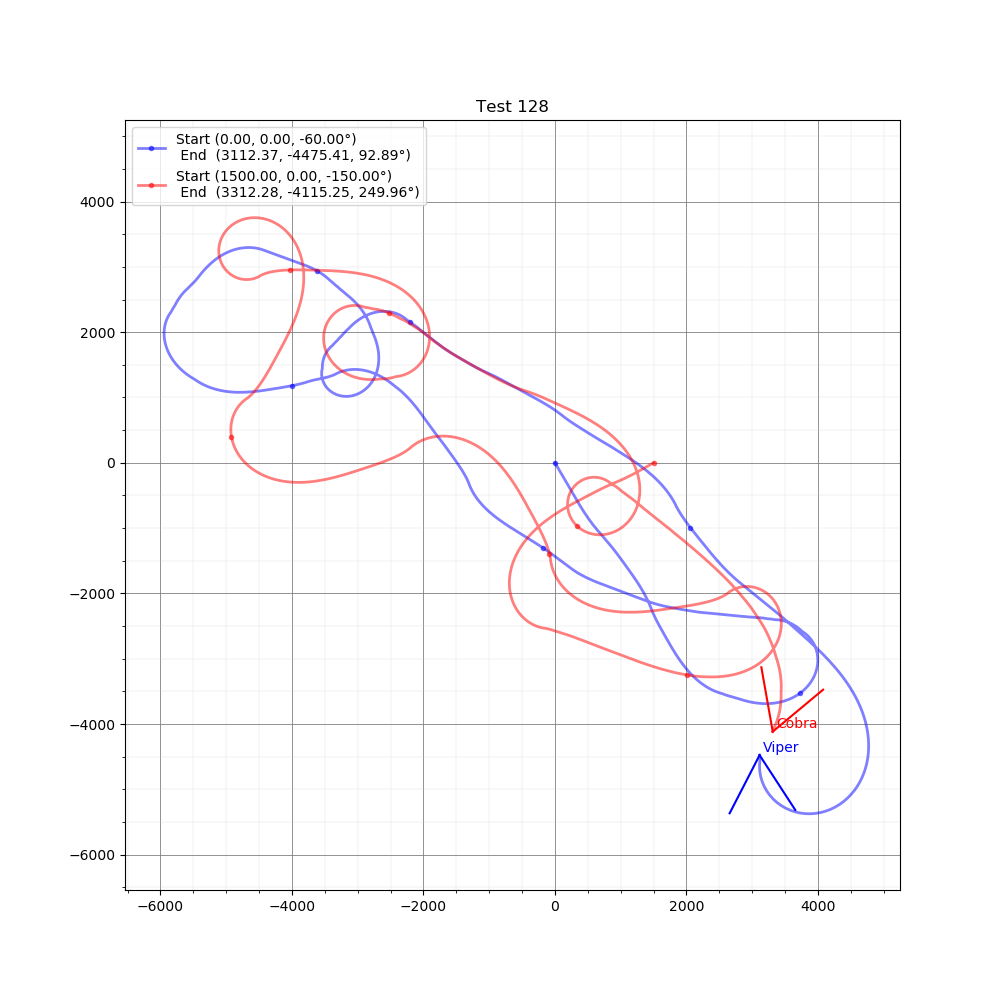 Test 128
Start (0.00, 0.00, -60.00°)
End  (3112.37, -4475.41, 92.89°)
Start (1500.00, 0.00, -150.00°)
End  (3312.28, -4115.25, 249.96°)
4000
2000
0
−2000
−4000
−6000
Cobra
Viper
−6000
−4000
−2000
0
2000
4000